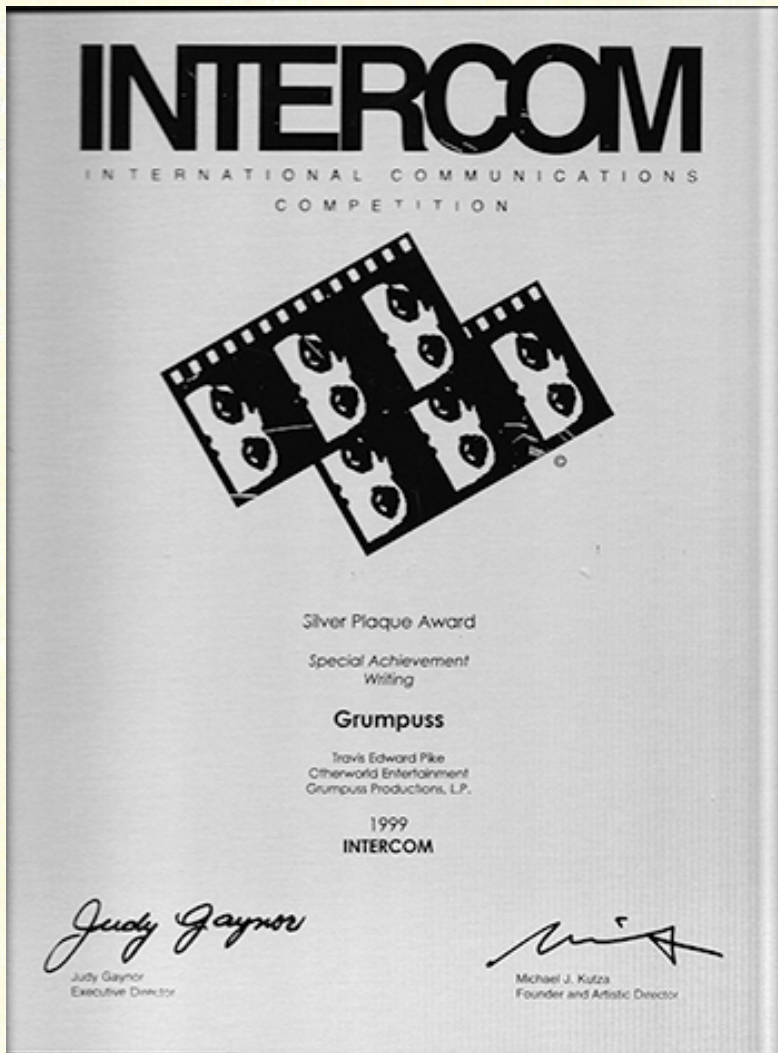 INTERCOM
INTERNATIONAL COMMUNICATIONS
COMPETITION
©
Silver Plaque Award
Special Achievement
Writing
Grumpuss
Travis Edward Pike
Otherworld Entertainment
Grumpuss Productions, L.P.
1999
INTERCOM
Judy Gaynor
Judy Gaynor
Executive Director
Michael J. Kutza
Founder and Artistic Director